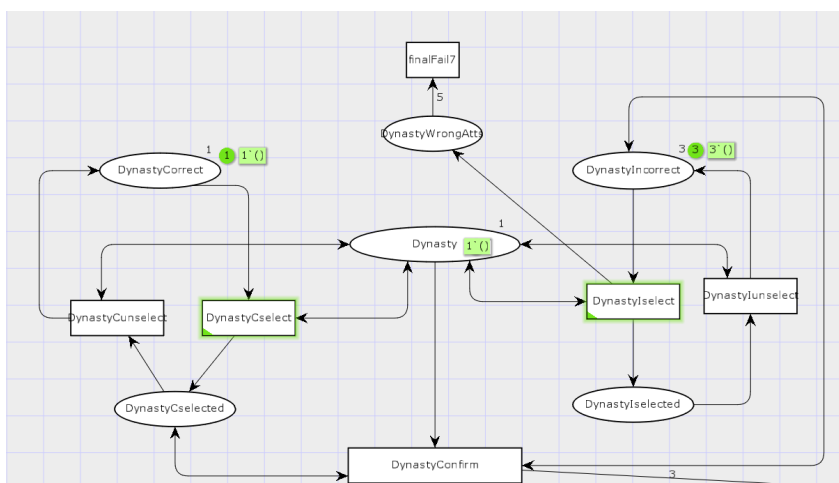 finalFail7
5
DynastyWrongAtts
1
1 1`()
DynastyCorrect
3
3 3`()
DynastyIncorrect
1
Dynasty 1`()
DynastyCunselect
DynastyCselect
DynastyIselect
DynastyIunselect
DynastyCselected
DynastyIselected
DynastyConfirm
3